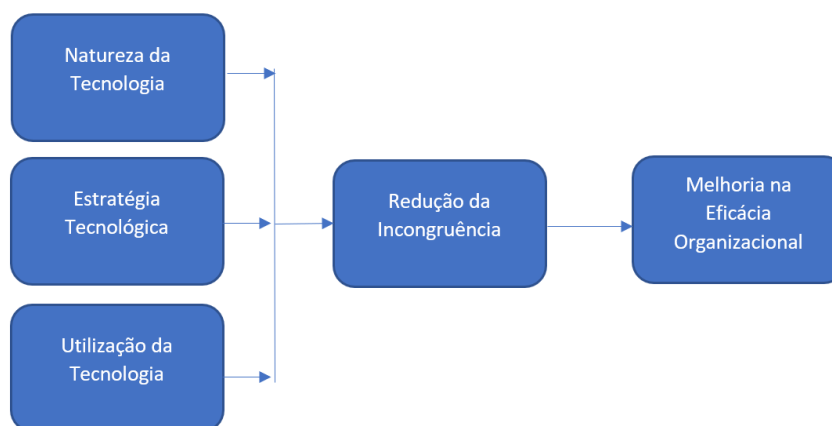 Natureza da
Tecnologia
Estratégia
Tecnológica
Utilização da
Tecnologia
Redução da
Incongruência
Melhoria na
Eficácia
Organizacional